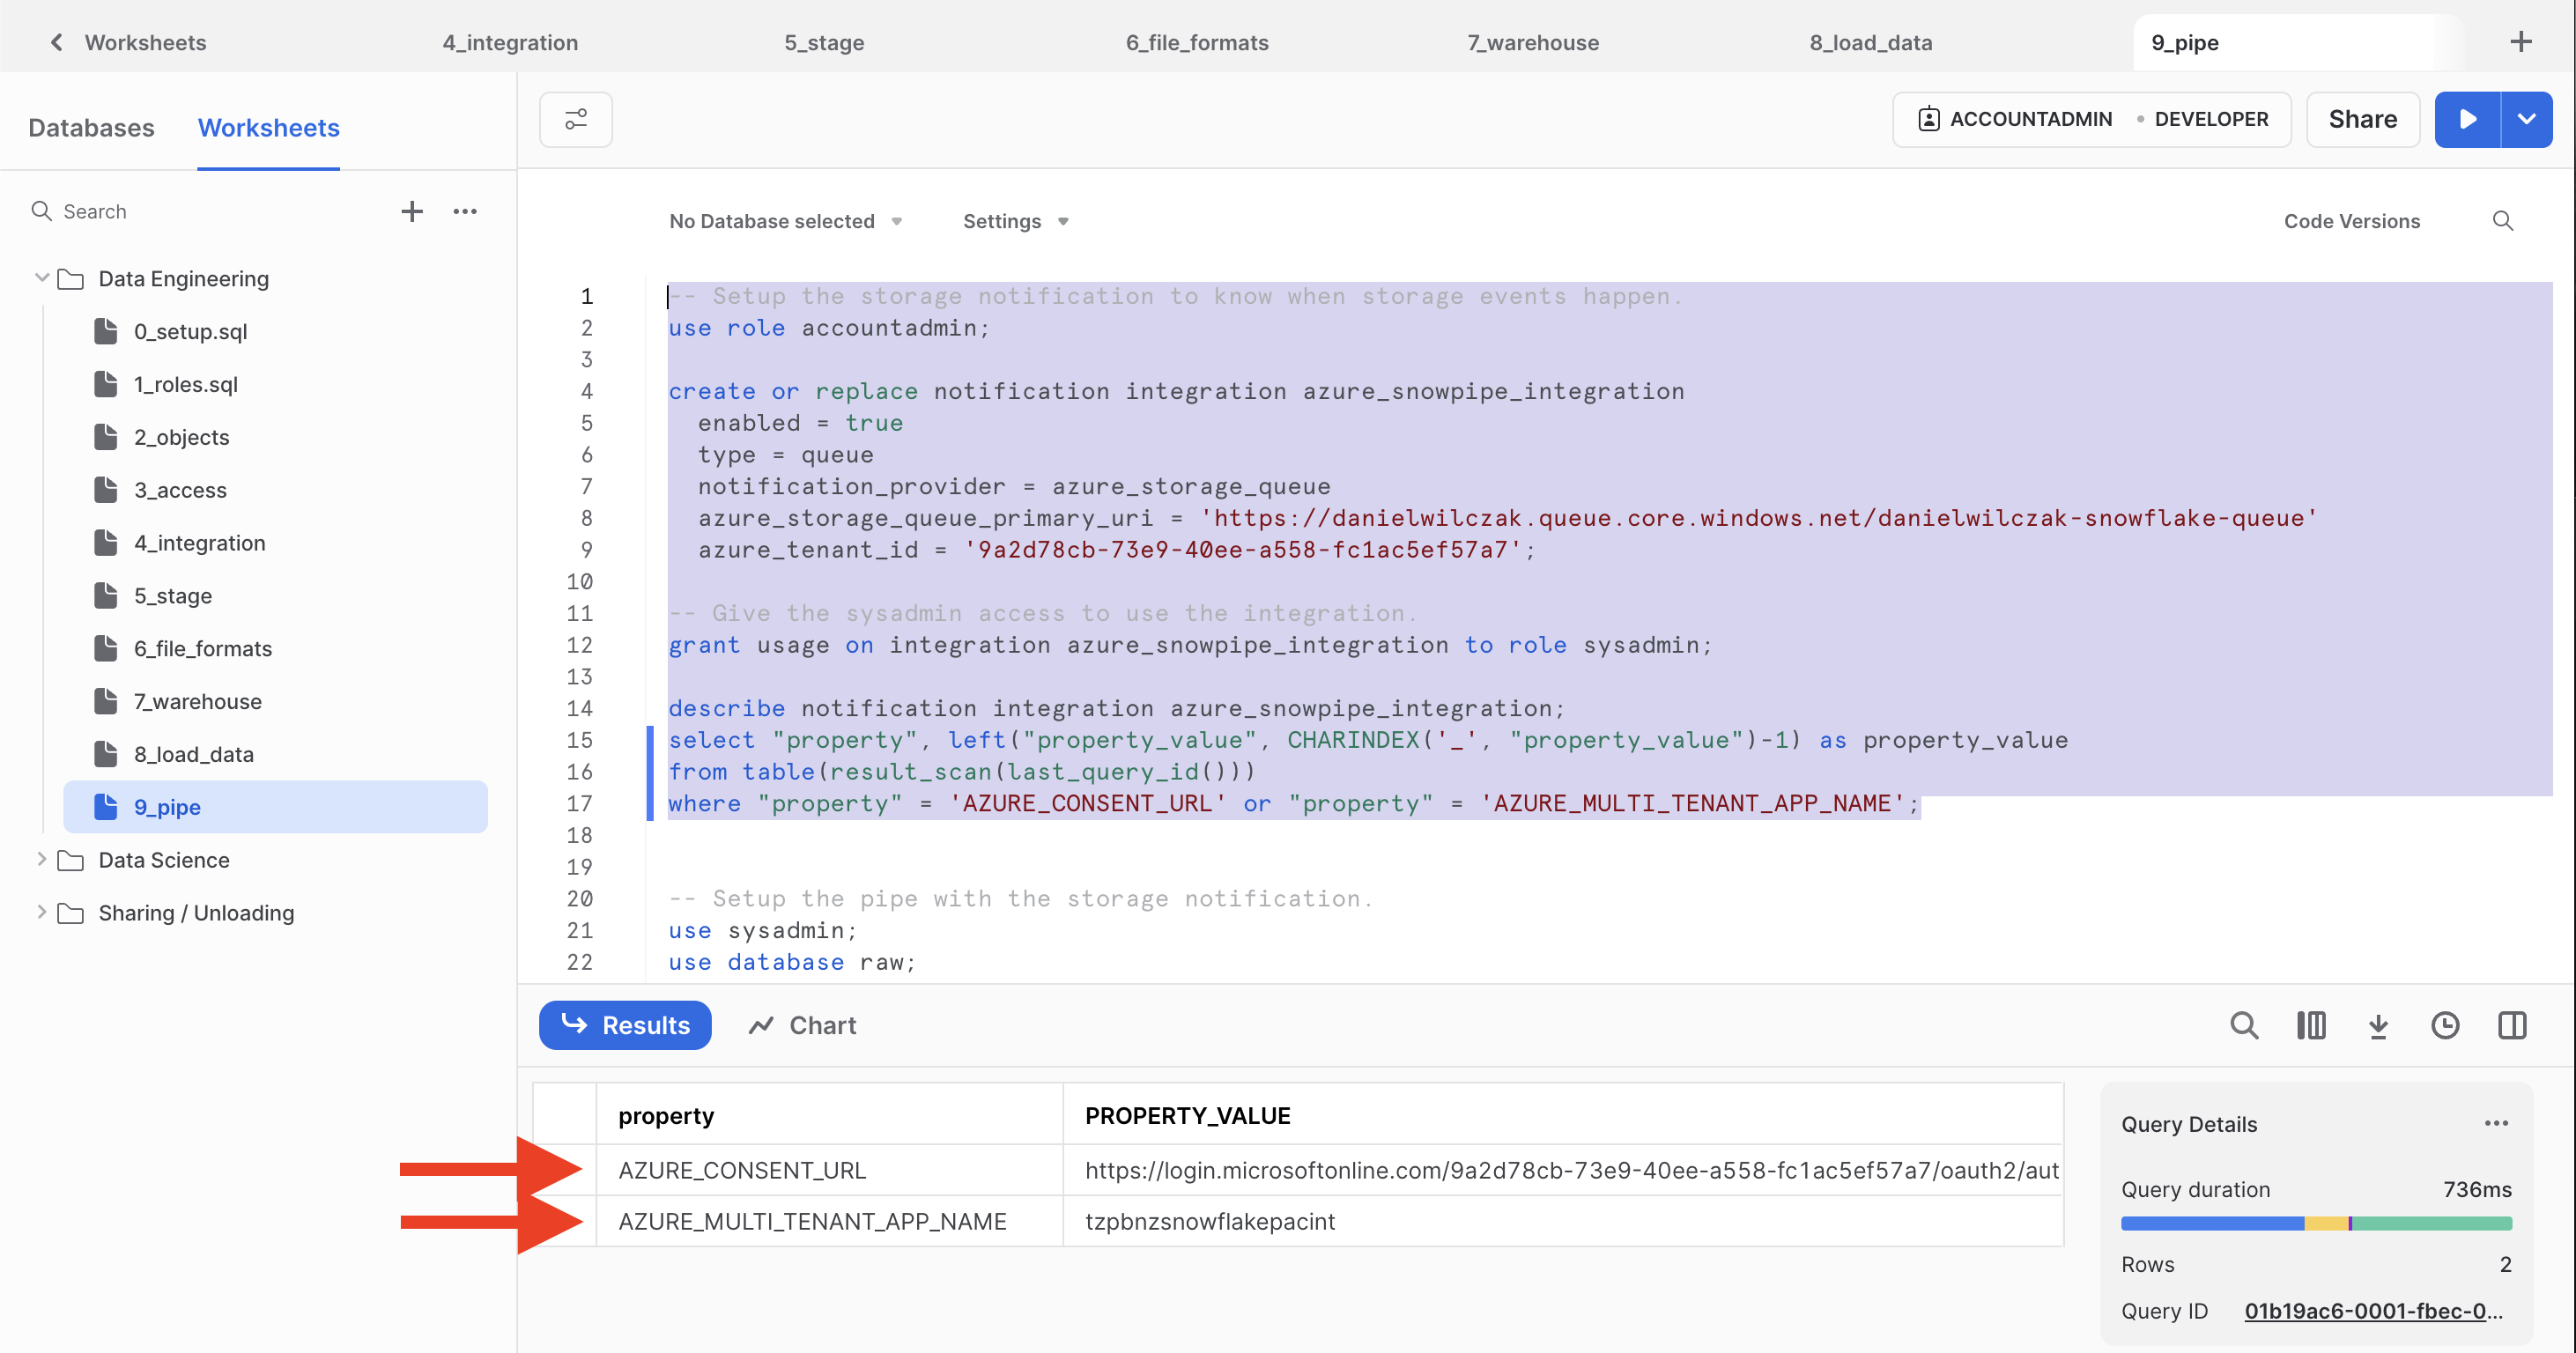 Worksheets
4_integration
5_stage
6_file_formats
7_warehouse
8_load_data
9_pipe
Databases
Worksheets
ACCOUNTADMIN • DEVELOPER
Share
Search
No Database selected
Settings
Code Versions
Data Engineering
0_setup.sql
1_roles.sql
2_objects
3_access
4_integration
5_stage
6_file_formats
7_warehouse
8_load_data
9_pipe
Data Science
Sharing / Unloading
1 -- Setup the storage notification to know when storage events happen.
2 use role accountadmin;
3
4 create or replace notification integration azure_snowpipe_integration
5 enabled = true
6 type = queue
7 notification_provider = azure_storage_queue
8 azure_storage_queue_primary_uri = 'https://danielwilczak.queue.core.windows.net/danielwilczak-snowflake-queue'
9 azure_tenant_id = '9a2d78cb-73e9-40ee-a558-fc1ac5ef57a7';
10
11 -- Give the sysadmin access to use the integration.
12 grant usage on integration azure_snowpipe_integration to role sysadmin;
13
14 describe notification integration azure_snowpipe_integration;
15 select "property", left("property_value", CHARINDEX('_', "property_value")-1) as property_value
16 from table(result_scan(last_query_id()))
17 where "property" = 'AZURE_CONSENT_URL' or "property" = 'AZURE_MULTI_TENANT_APP_NAME';
18
19
20 -- Setup the pipe with the storage notification.
21 use sysadmin;
22 use database raw;
Results
Chart
property PROPERTY_VALUE
AZURE_CONSENT_URL https://login.microsoftonline.com/9a2d78cb-73e9-40ee-a558-fc1ac5ef57a7/oauth2/aut
AZURE_MULTI_TENANT_APP_NAME tzpbnzsnowflakepacint
Query Details
Query duration 736ms
Rows 2
Query ID 01b19ac6-0001-fbec-0...